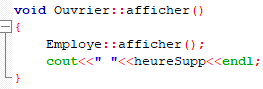 void Ouvrier::afficher()
{
Employe::afficher();
cout<<" "<<heureSupp<<endl;
}